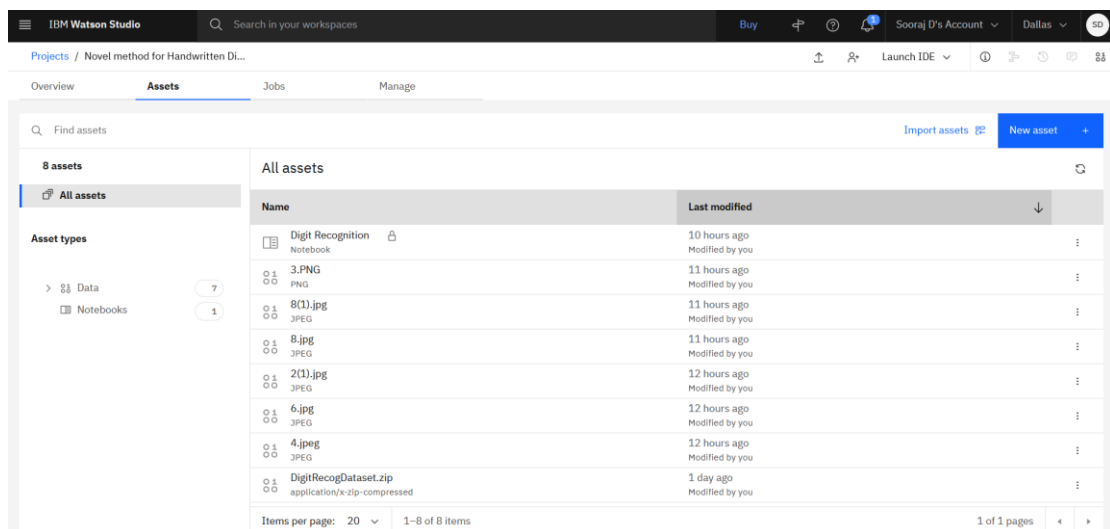 IBM Watson Studio Search in your workspaces Buy 1 Sooraj D's Account Dallas SD
Projects / Novel method for Handwritten Di... Launch IDE
Overview Assets Jobs Manage
Find assets Import assets New asset +
8 assets
All assets
Asset types
Data 7
Notebooks 1
All assets
Name Last modified
Digit Recognition 10 hours ago
Notebook Modified by you
3.PNG 11 hours ago
PNG Modified by you
8(1).jpg 11 hours ago
JPEG Modified by you
8.jpg 11 hours ago
JPEG Modified by you
2(1).jpg 12 hours ago
JPEG Modified by you
6.jpg 12 hours ago
JPEG Modified by you
4.jpeg 12 hours ago
JPEG Modified by you
DigitRecogDataset.zip 1 day ago
application/x-zip-compressed Modified by you
Items per page: 20 1–8 of 8 items 1 of 1 pages